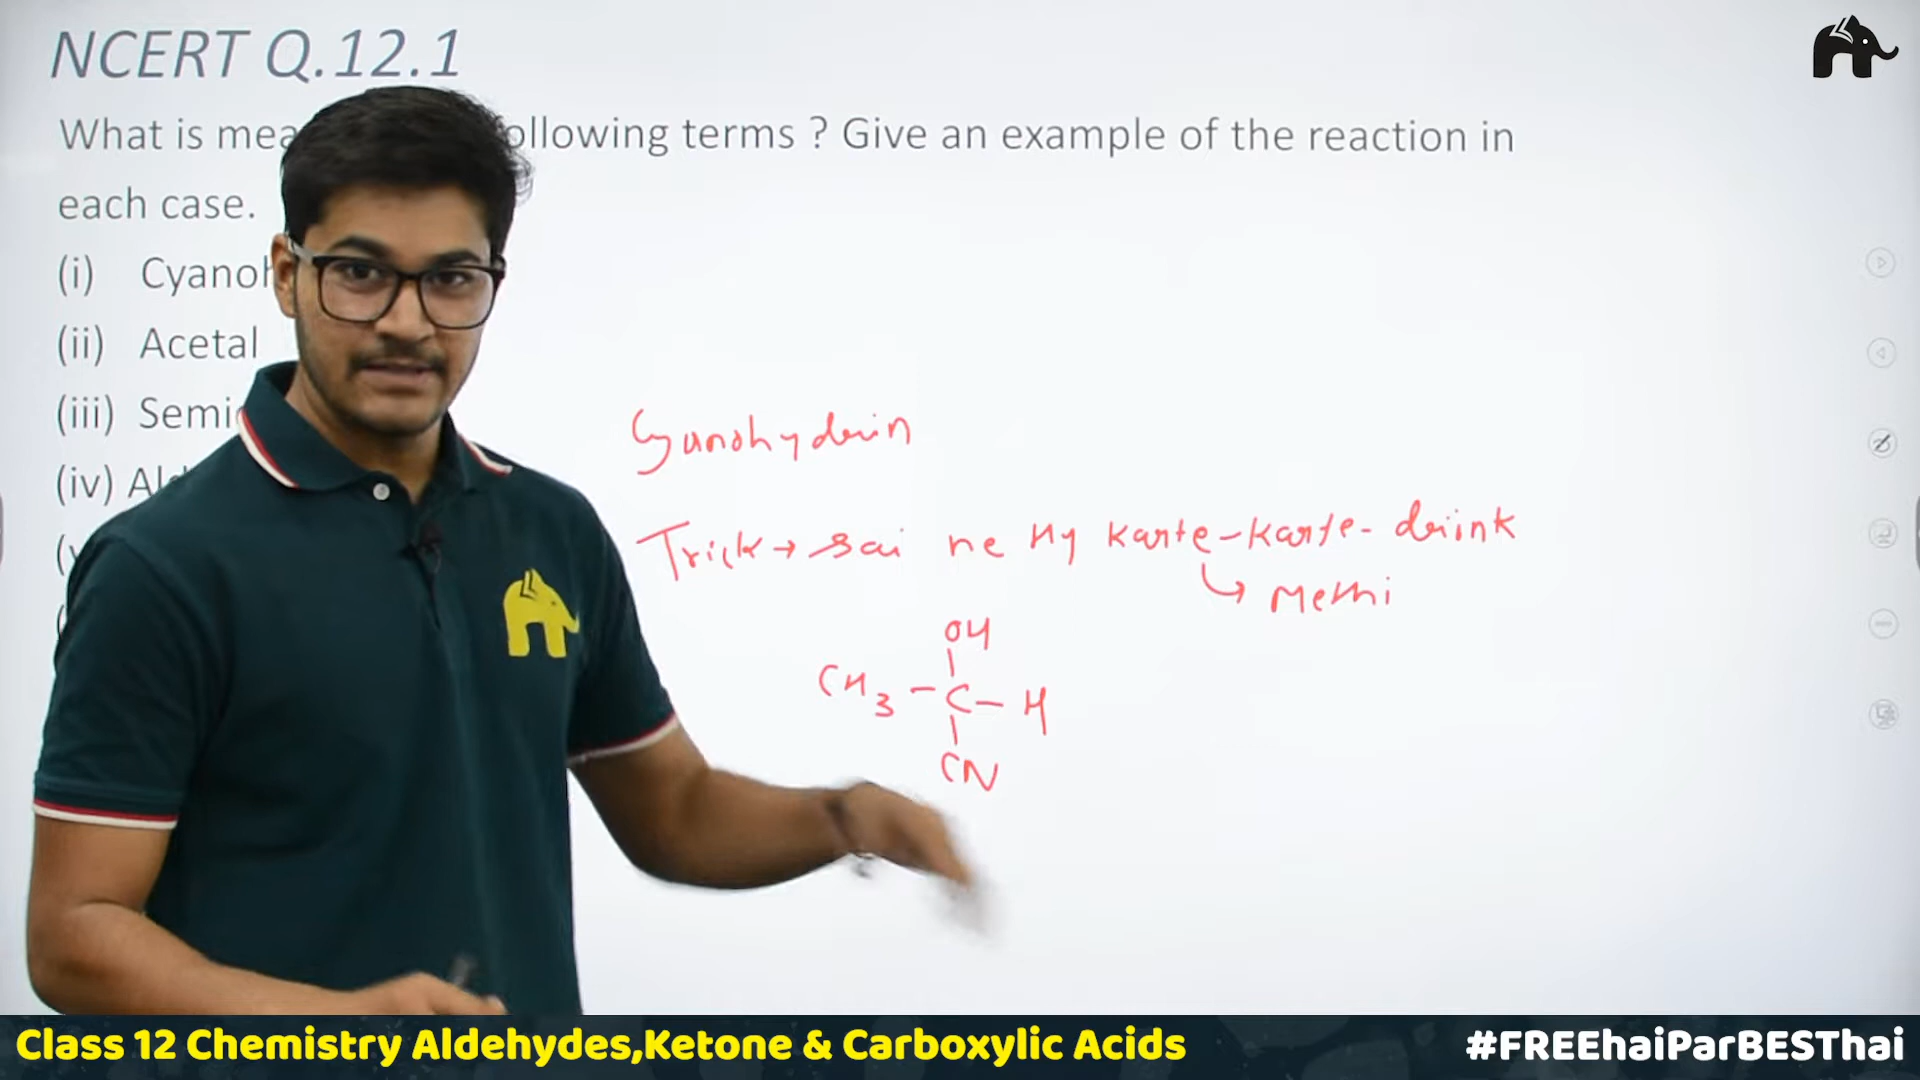 NCERT Q.12.1
What is mea ollowing terms ? Give an example of the reaction in
each case.
(i) Cyanoh
(ii) Acetal
(iii) Semi
(iv) Al
Cyanohydrin
Trick → sai ne hy karte-karte-drink
↳ Methi
OH
CH3 - C - H
CN
Class 12 Chemistry Aldehydes,Ketone & Carboxylic Acids
#FREEhaiParBESThai